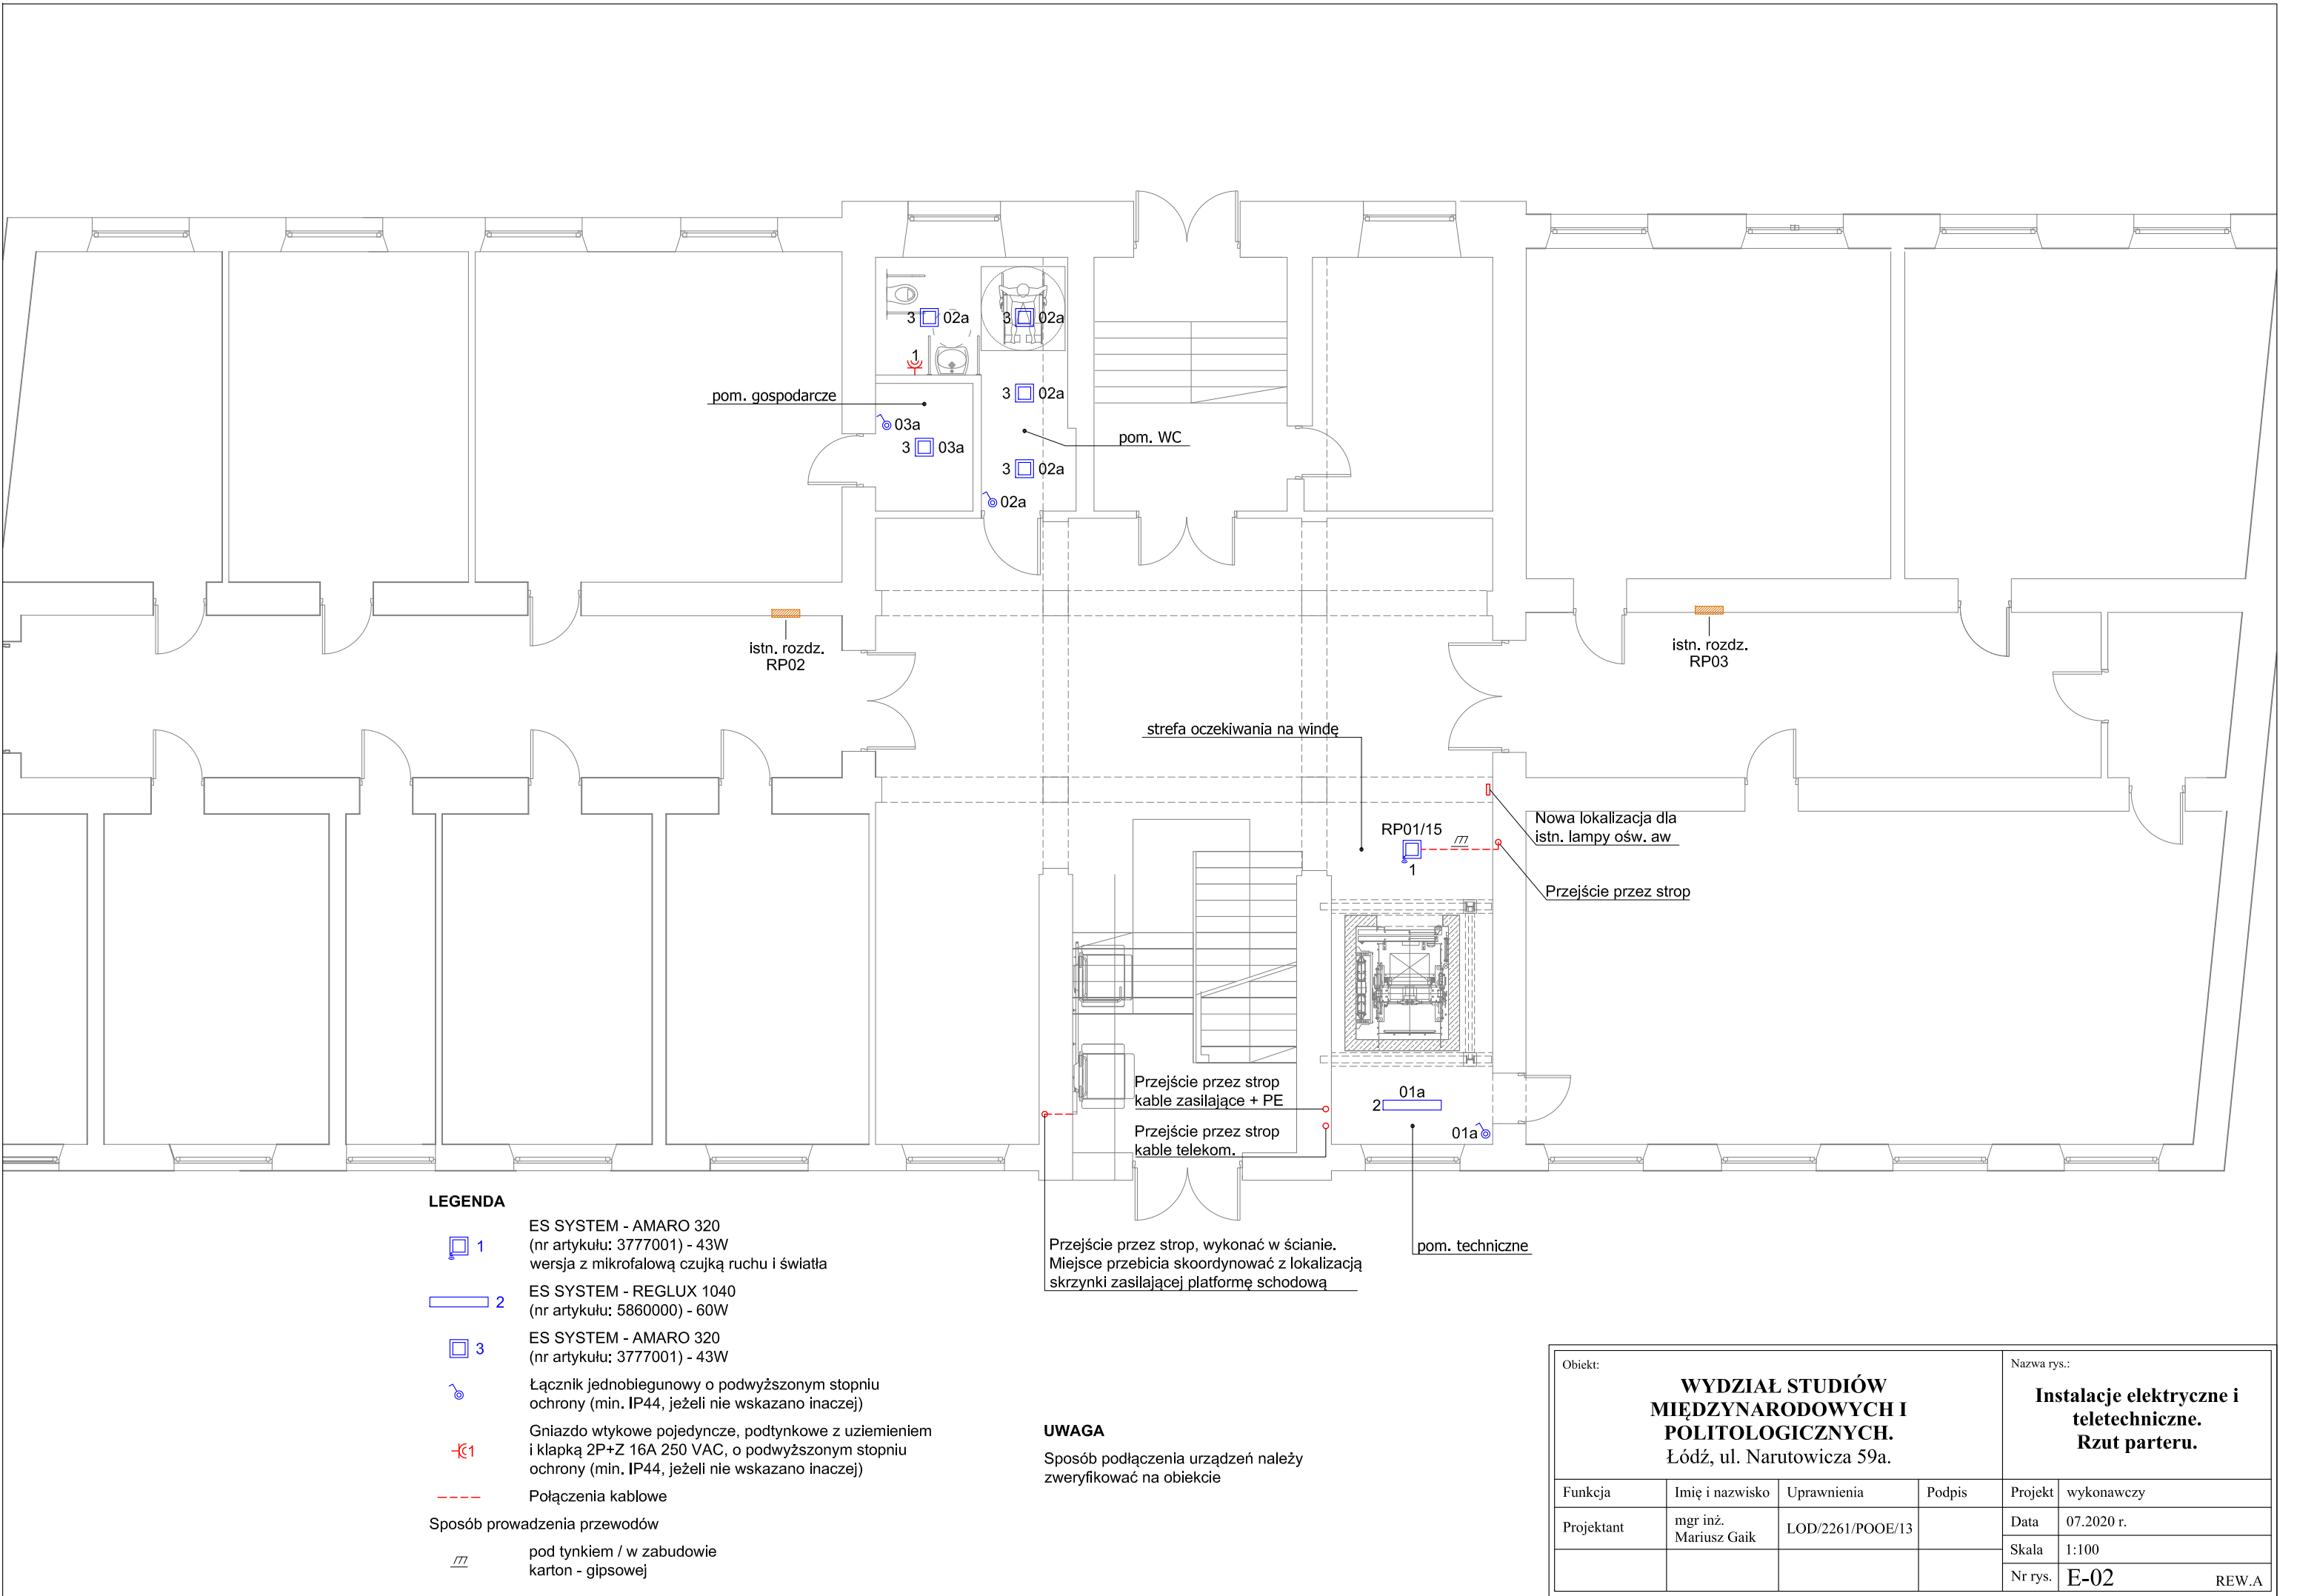 3 02a
3 02a
1
3 02a
pom. gospodarcze
03a
pom. WC
3 03a
3 02a
02a
istn. rozdz.
RP02
istn. rozdz.
RP03
strefa oczekiwania na windę
RP01/15
1
Nowa lokalizacja dla
istn. lampy ośw. aw
Przejście przez strop
Przejście przez strop
kable zasilające + PE
01a
2
Przejście przez strop
kable telekom.
01a
Przejście przez strop, wykonać w ścianie.
Miejsce przebicia skoordynować z lokalizacją
skrzynki zasilającej platformę schodową
pom. techniczne
LEGENDA
1
ES SYSTEM - AMARO 320
(nr artykułu: 3777001) - 43W
wersja z mikrofalową czujką ruchu i światła
2
ES SYSTEM - REGLUX 1040
(nr artykułu: 5860000) - 60W
3
ES SYSTEM - AMARO 320
(nr artykułu: 3777001) - 43W
Łącznik jednobiegunowy o podwyższonym stopniu
ochrony (min. IP44, jeżeli nie wskazano inaczej)
1
Gniazdo wtykowe pojedyncze, podtynkowe z uziemieniem
i klapką 2P+Z 16A 250 VAC, o podwyższonym stopniu
ochrony (min. IP44, jeżeli nie wskazano inaczej)
Połączenia kablowe
Sposób prowadzenia przewodów
pod tynkiem / w zabudowie
karton - gipsowej
UWAGA
Sposób podłączenia urządzeń należy
zweryfikować na obiekcie
Obiekt:
WYDZIAŁ STUDIÓW
MIĘDZYNARODOWYCH I
POLITOLOGICZNYCH.
Łódź, ul. Narutowicza 59a.
Nazwa rys.:
Instalacje elektryczne i
teletechniczne.
Rzut parteru.
Funkcja Imię i nazwisko Uprawnienia Podpis
Projektant mgr inż. Mariusz Gaik LOD/2261/POOE/13
Projekt wykonawczy
Data 07.2020 r.
Skala 1:100
Nr rys. E-02 REW.A